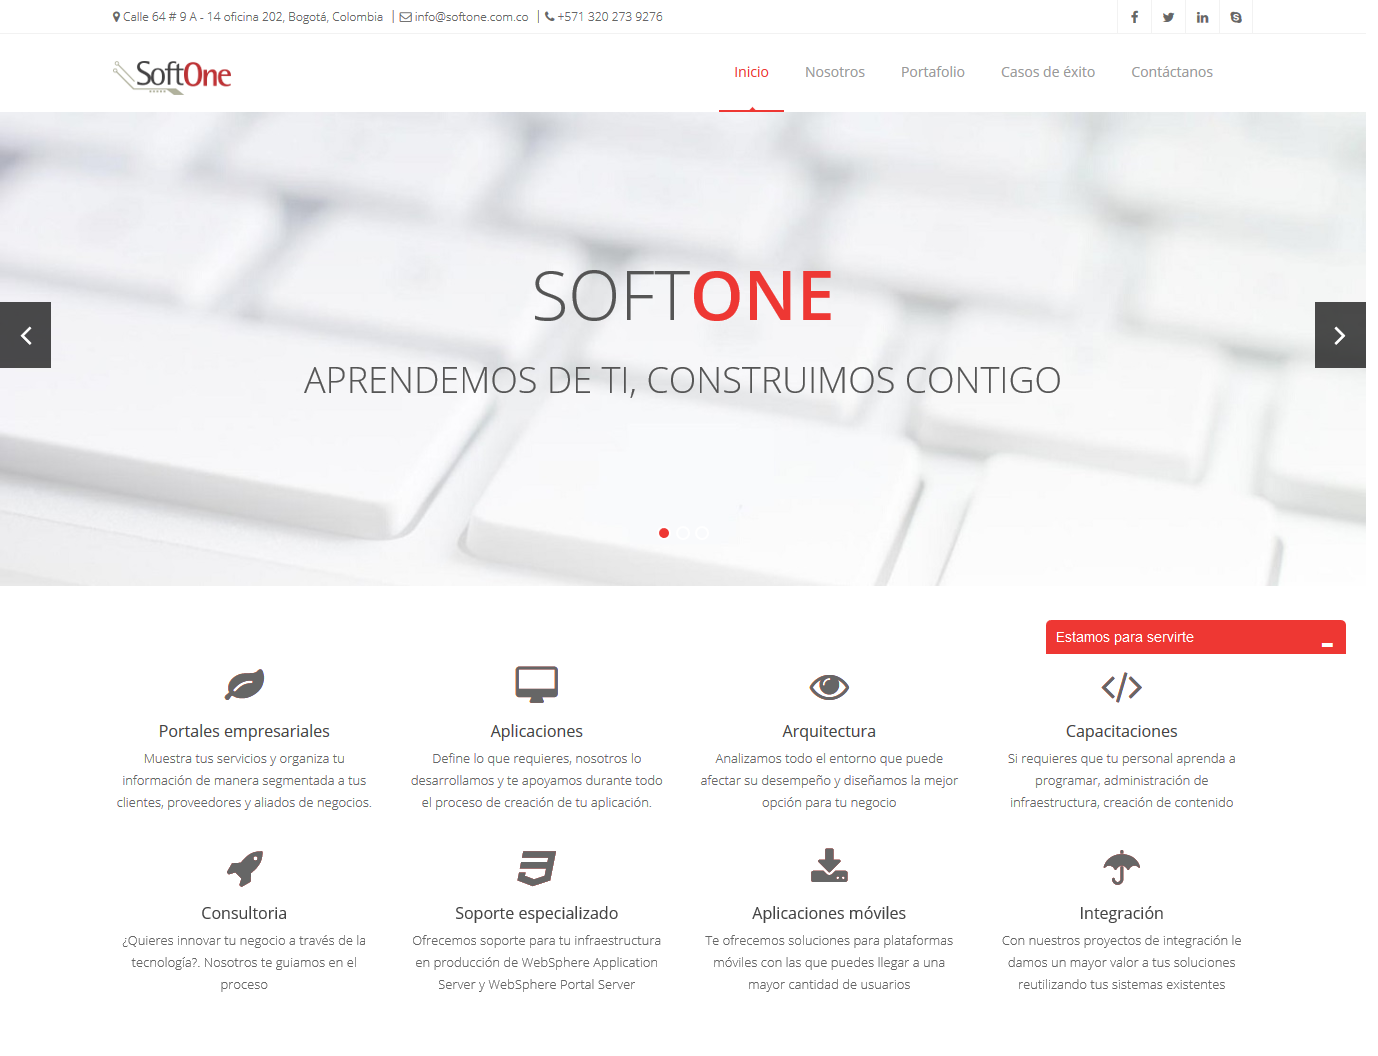 Calle 64 # 9 A - 14 oficina 202, Bogotá, Colombia | info@softone.com.co | +571 320 273 9276
SoftOne
Inicio Nosotros Portafolio Casos de éxito Contáctanos
SOFTONE
APRENDEMOS DE TI, CONSTRUIMOS CONTIGO
Estamos para servirte
Portales empresariales
Muestra tus servicios y organiza tu
información de manera segmentada a tus
clientes, proveedores y aliados de negocios.
Aplicaciones
Define lo que requieres, nosotros lo
desarrollamos y te apoyamos durante todo
el proceso de creación de tu aplicación.
Arquitectura
Analizamos todo el entorno que puede
afectar su desempeño y diseñamos la mejor
opción para tu negocio
Capacitaciones
Si requieres que tu personal aprenda a
programar, administración de
infraestructura, creación de contenido
Consultoria
¿Quieres innovar tu negocio a través de la
tecnología?. Nosotros te guiamos en el
proceso
Soporte especializado
Ofrecemos soporte para tu infraestructura
en producción de WebSphere Application
Server y WebSphere Portal Server
Aplicaciones móviles
Te ofrecemos soluciones para plataformas
móviles con las que puedes llegar a una
mayor cantidad de usuarios
Integración
Con nuestros proyectos de integración le
damos un mayor valor a tus soluciones
reutilizando tus sistemas existentes